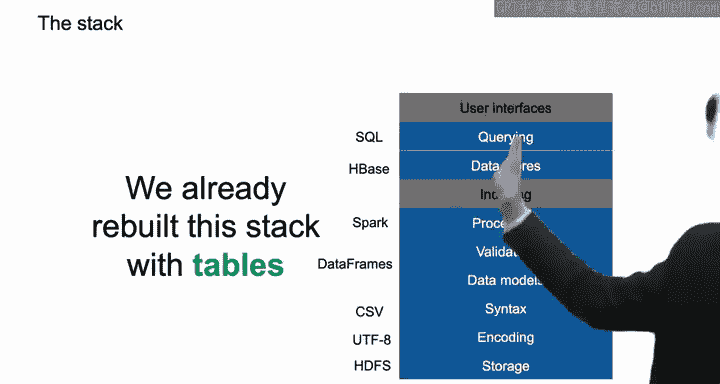 The stack
We already
rebuilt this stack
with tables
SQL
HBase
Spark
DataFrames
CSV
UTF-8
HDFS
User interfaces
Querying
Data models
Syntax
Encoding
Storage